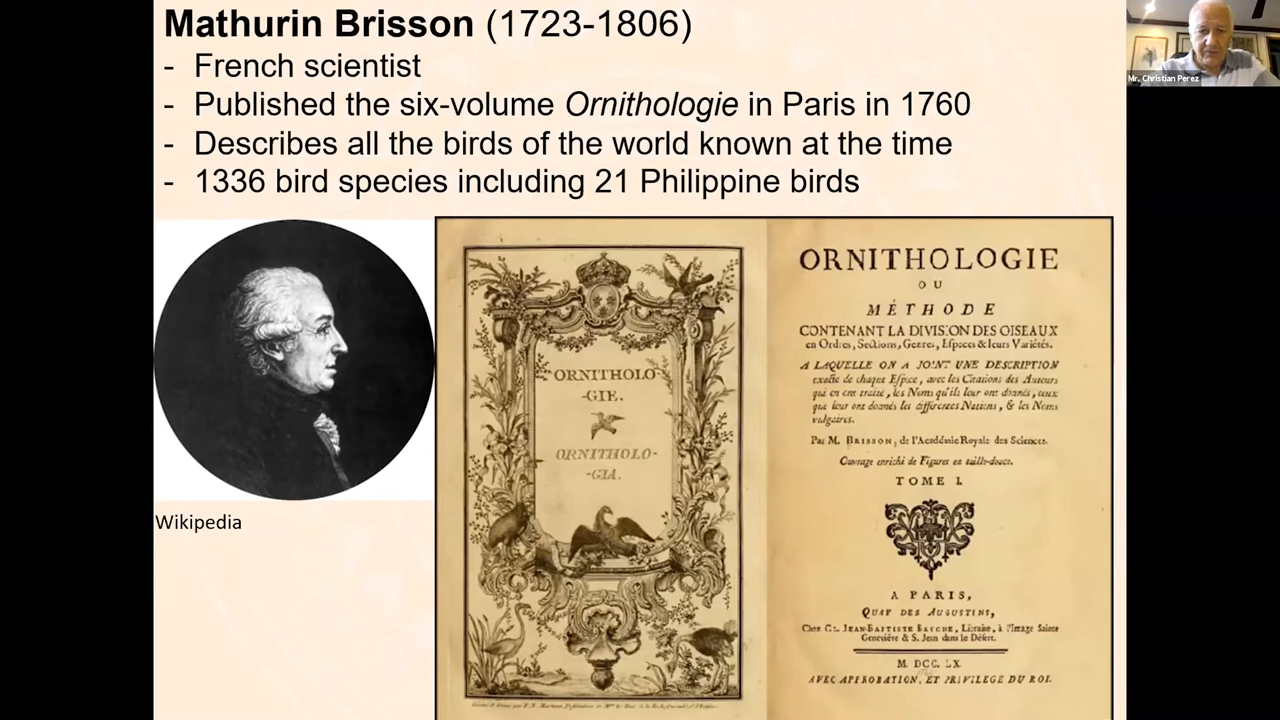 Mathurin Brisson (1723-1806)
- French scientist
- Published the six-volume Ornithologie in Paris in 1760
- Describes all the birds of the world known at the time
- 1336 bird species including 21 Philippine birds
Mr. Christian Perez
Wikipedia
ORNITHOLO-
-GIE.
ORNITHOLO-
-GIA.
ORNITHOLOGIE
OU
MÉTHODE
CONTENANT LA DIVISION DES OISEAUX
en Ordres, Sections, Genres, Especes & leurs Variétés.
A LAQUELLE ON A JOINT UNE DESCRIPTION
exacte de chaque Espece, avec les Citations des Auteurs
qui en ont traité, les Noms qu'ils leur ont donnés, ceux
que leur ont donnés les différentes Nations, & les Noms
vulgaires.
Par M. BRISSON, de l'Académie Royale des Sciences.
Ouvrage enrichi de Figures en taille-douce.
TOME I.
A PARIS,
QUAY DES AUGUSTINS,
Chez Cl. JEAN-BAPTISTE BAUCHE, Libraire, à l'Image Sainte
Geneviève & S. Jean dans le Désert.
M. DCC. LX
AVEC APPROBATION, ET PRIVILEGE DU ROI.